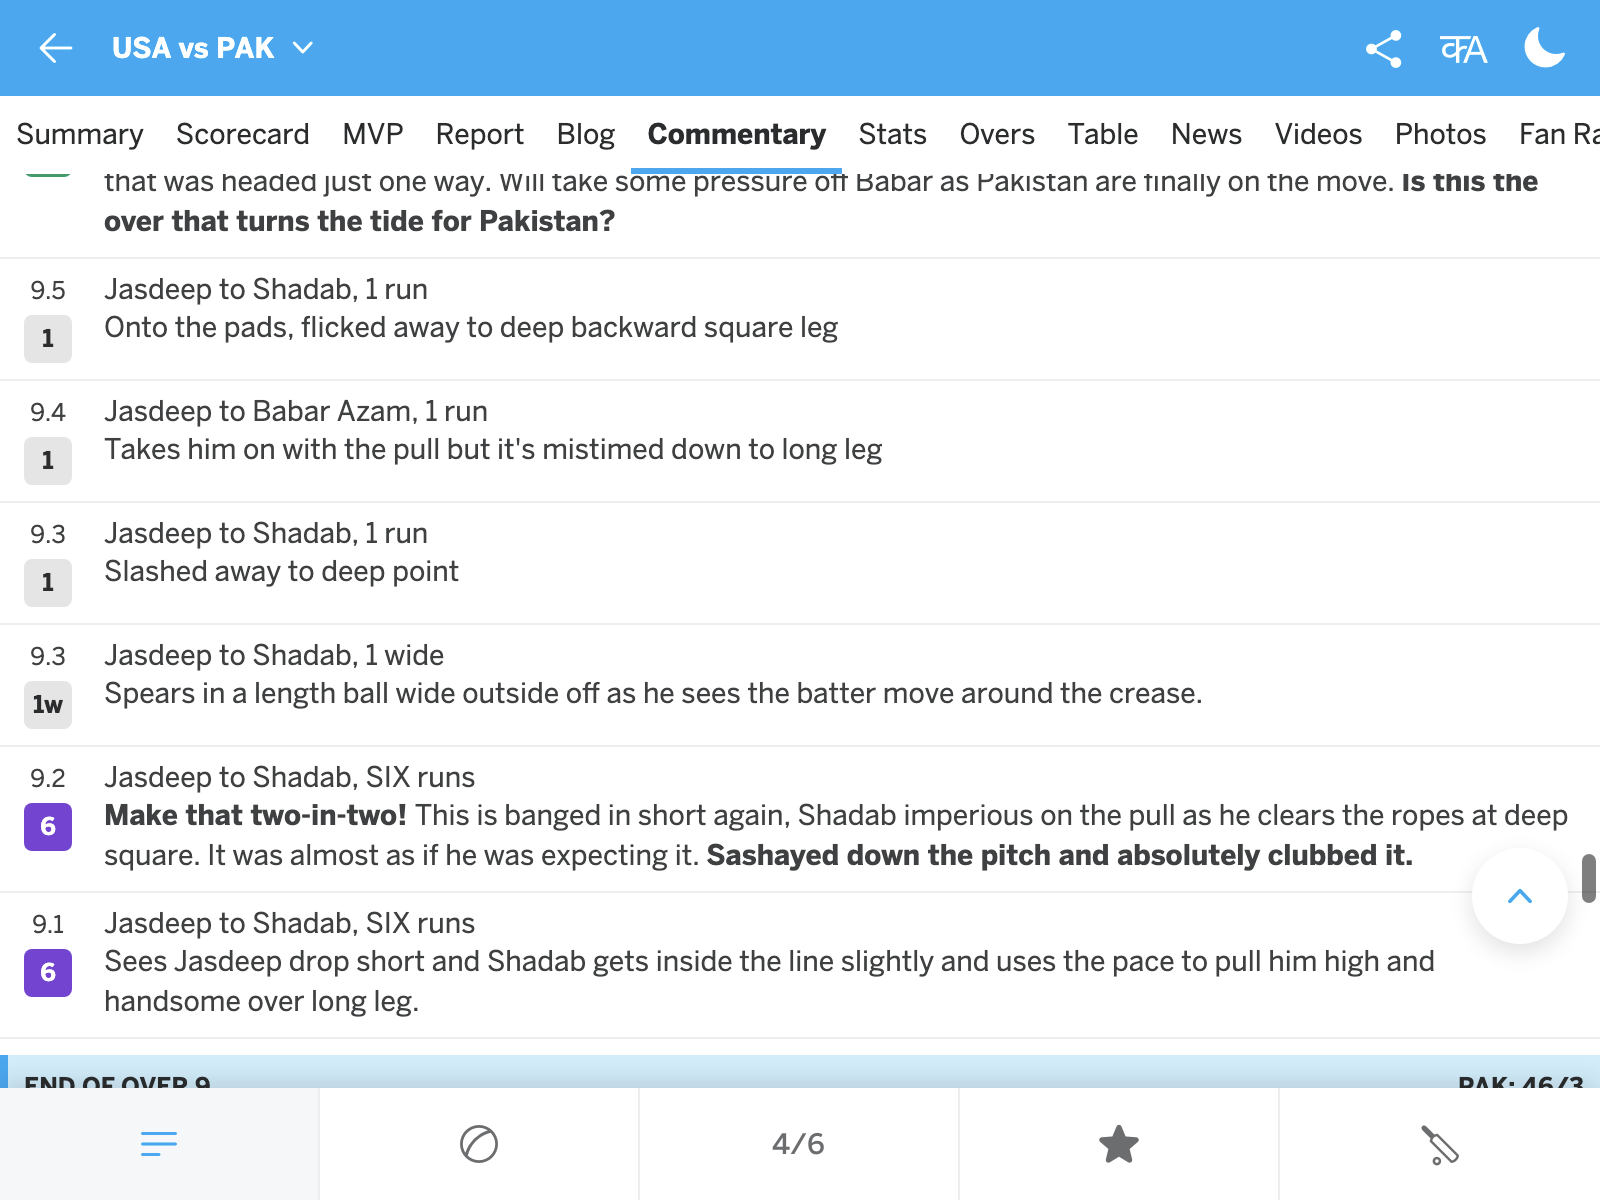 USA vs PAK
Summary Scorecard MVP Report Blog Commentary Stats Overs Table News Videos Photos Fan Ra
that was headed just one way. Will take some pressure off Babar as Pakistan are finally on the move. Is this the
over that turns the tide for Pakistan?
9.5 Jasdeep to Shadab, 1 run
1 Onto the pads, flicked away to deep backward square leg
9.4 Jasdeep to Babar Azam, 1 run
1 Takes him on with the pull but it's mistimed down to long leg
9.3 Jasdeep to Shadab, 1 run
1 Slashed away to deep point
9.3 Jasdeep to Shadab, 1 wide
1w Spears in a length ball wide outside off as he sees the batter move around the crease.
9.2 Jasdeep to Shadab, SIX runs
6 Make that two-in-two! This is banged in short again, Shadab imperious on the pull as he clears the ropes at deep
square. It was almost as if he was expecting it. Sashayed down the pitch and absolutely clubbed it.
9.1 Jasdeep to Shadab, SIX runs
6 Sees Jasdeep drop short and Shadab gets inside the line slightly and uses the pace to pull him high and
handsome over long leg.
END OF OVER 9 PAK: 46/3
4/6